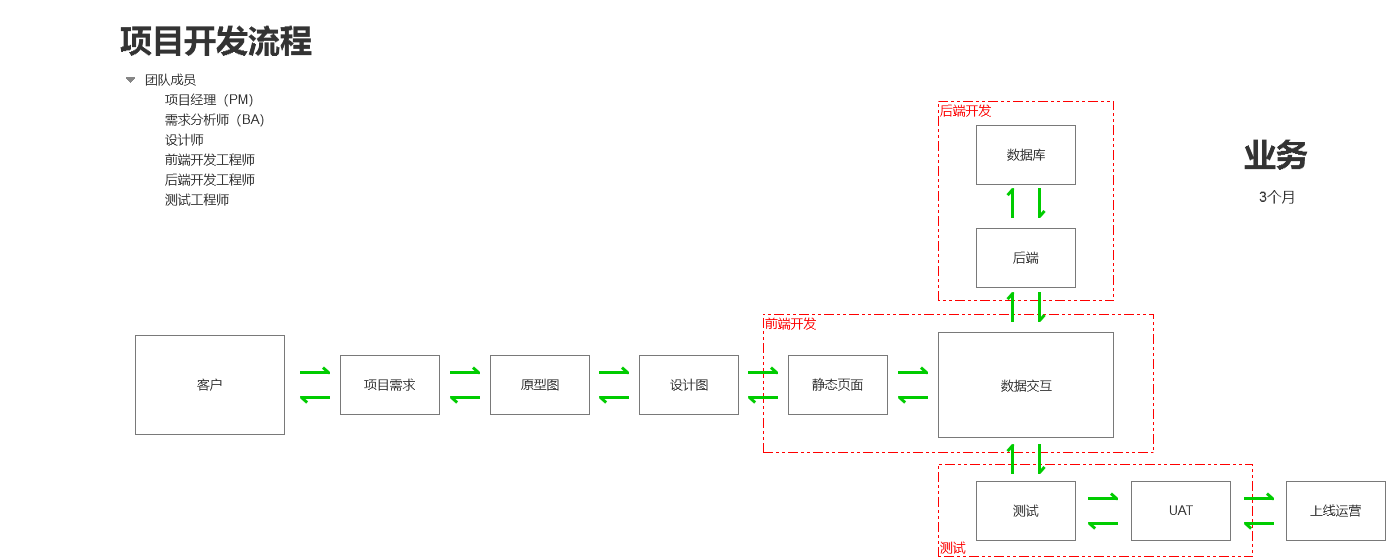 项目开发流程
团队成员
项目经理（PM）
需求分析师（BA）
设计师
前端开发工程师
后端开发工程师
测试工程师
后端开发
数据库
业务
3个月
后端
前端开发
客户
项目需求
原型图
设计图
静态页面
数据交互
测试
UAT
上线运营
测试